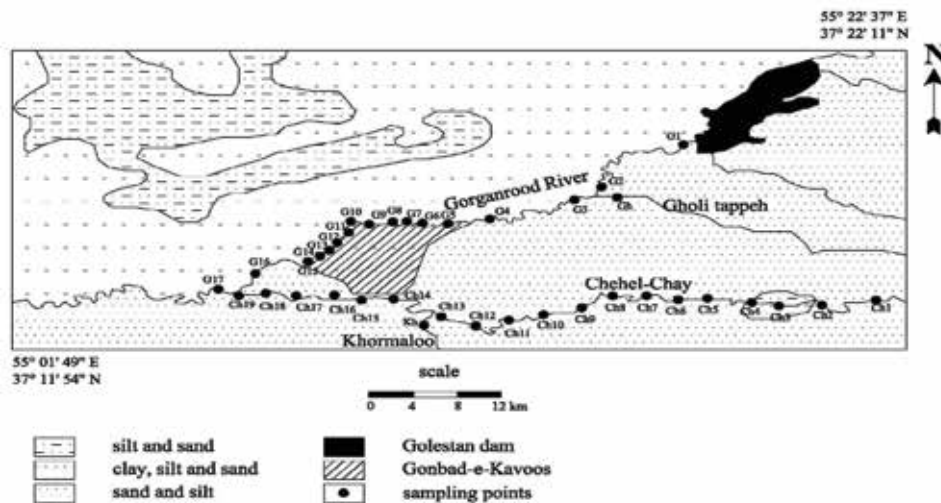 55° 22' 37" E
37° 22' 11" N
N
G1
G2
Gorganrood River
G3
Gh
Gholi tappeh
G4
G10
G9
G8
G7
G6
G5
G11
G12
G13
G14
G15
G16
G17
Chehel-Chay
Ch19
Ch18
Ch17
Ch16
Ch15
Ch14
Ch13
Kh
Ch12
Ch11
Ch10
Ch9
Ch8
Ch7
Ch6
Ch5
Ch4
Ch3
Ch2
Ch1
Khormaloo
55° 01' 49" E
37° 11' 54" N
scale
0 4 8 12 km
silt and sand
Golestan dam
clay, silt and sand
Gonbad-e-Kavoos
sand and silt
sampling points